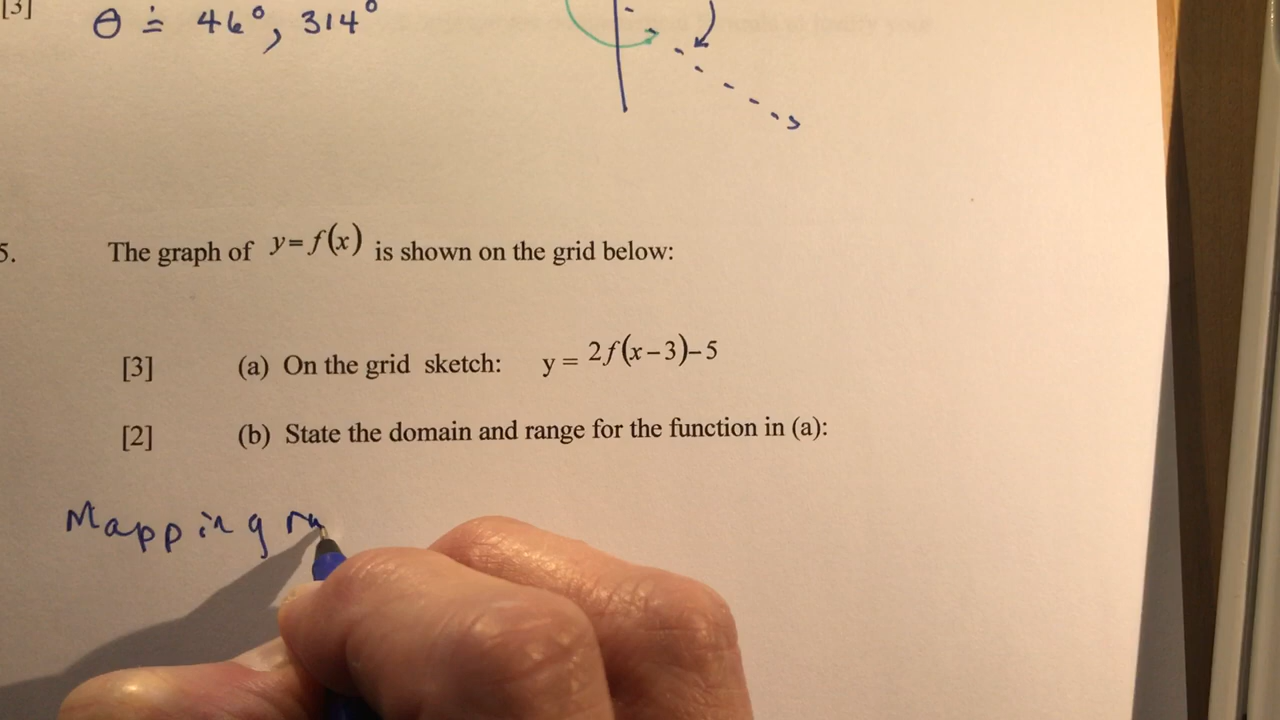 [3]
θ ≐ 46°, 314°
5. The graph of y=f(x) is shown on the grid below:
[3] (a) On the grid sketch: y = 2f(x-3)-5
[2] (b) State the domain and range for the function in (a):
Mapping ru